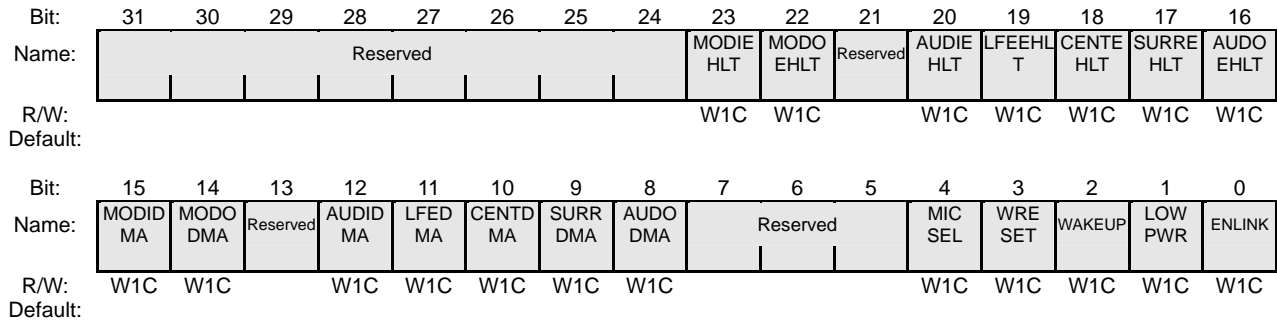 Bit: 31 30 29 28 27 26 25 24 23 22 21 20 19 18 17 16
Name: Reserved MODIE HLT MODO EHLT Reserved AUDIE HLT LFEEHL T CENTE HLT SURRE HLT AUDO EHLT
R/W: W1C W1C W1C W1C W1C W1C W1C
Default:
Bit: 15 14 13 12 11 10 9 8 7 6 5 4 3 2 1 0
Name: MODID MA MODO DMA Reserved AUDID MA LFED MA CENTD MA SURR DMA AUDO DMA Reserved MIC SEL WRE SET WAKEUP LOW PWR ENLINK
R/W: W1C W1C W1C W1C W1C W1C W1C W1C W1C W1C W1C W1C
Default: